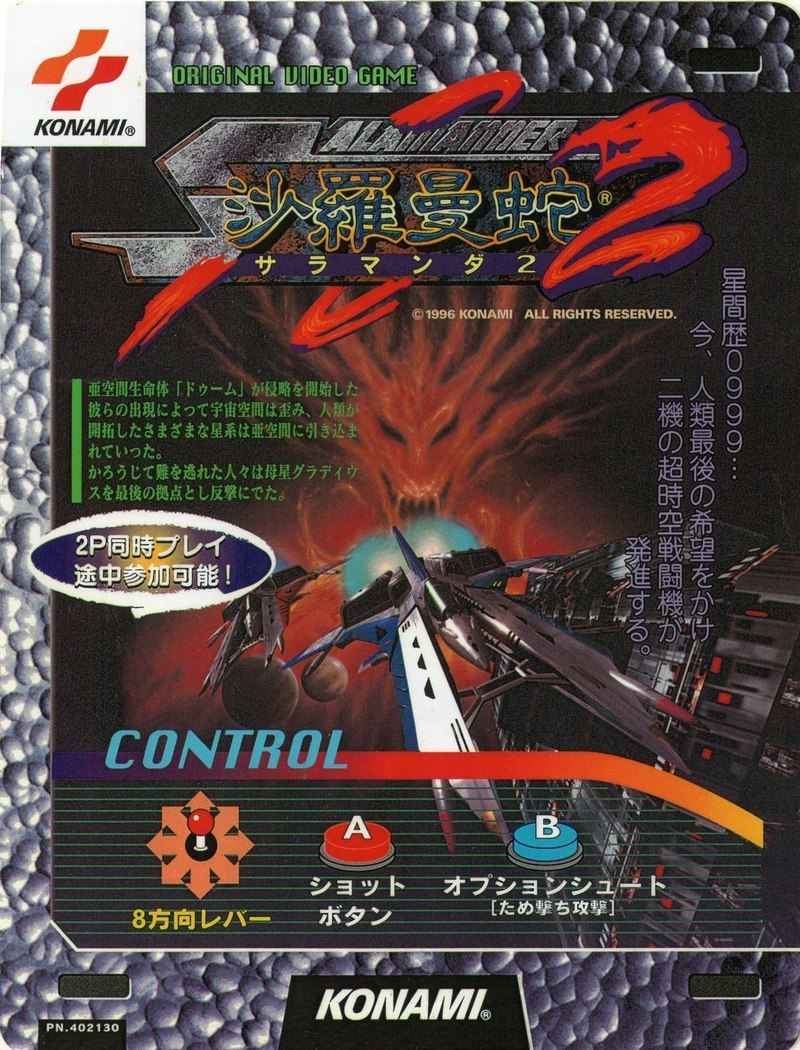 KONAMI®
ORIGINAL VIDEO GAME
SALAMANDER 2
沙羅曼蛇®
サラマンダ2
©1996 KONAMI ALL RIGHTS RESERVED.
星間歴0999…
今、人類最後の希望をかけ
二機の超時空戦闘機が
発進する。
亜空間生命体「ドゥーム」が侵略を開始した。
彼らの出現によって宇宙空間は歪み、人類が
開拓したさまざまな星系は亜空間に引き込ま
れていった。
かろうじて難を逃れた人々は母星グラディウ
スを最後の拠点とし反撃にでた。
2P同時プレイ
途中参加可能!
CONTROL
A
B
8方向レバー
ショット
ボタン
オプションシュート
[ため撃ち攻撃]
KONAMI®
PN.402130